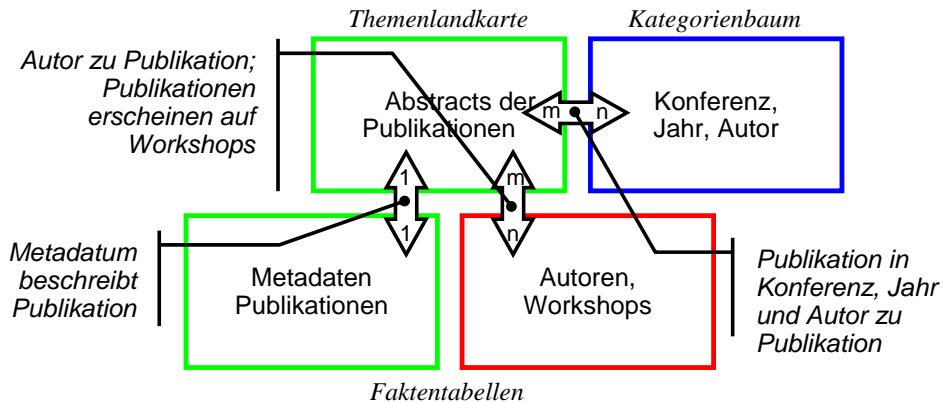 Themenlandkarte
Kategorienbaum
Autor zu Publikation;
Publikationen
erscheinen auf
Workshops
Abstracts der
Publikationen
m n
Konferenz,
Jahr, Autor
1
1
m
n
Metadatum
beschreibt
Publikation
Metadaten
Publikationen
Autoren,
Workshops
Publikation in
Konferenz, Jahr
und Autor zu
Publikation
Faktentabellen